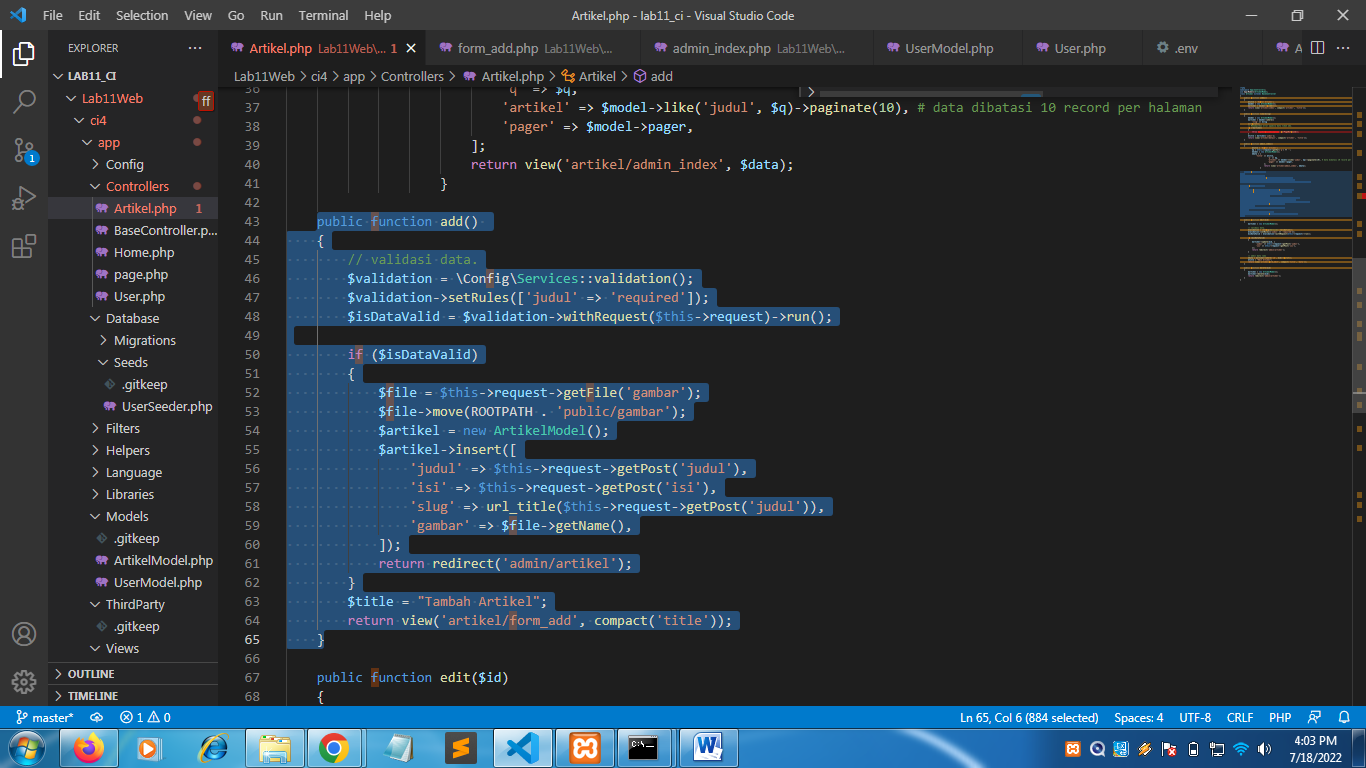 File Edit Selection View Go Run Terminal Help
Artikel.php - lab11_ci - Visual Studio Code
EXPLORER
Artikel.php Lab11Web\... 1
form_add.php Lab11Web\...
admin_index.php Lab11Web\...
UserModel.php
User.php
.env
Lab11Web > ci4 > app > Controllers > Artikel.php > Artikel > add
LAB11_CI
Lab11Web
ff
ci4
app
Config
Controllers
Artikel.php 1
BaseController.p...
Home.php
page.php
User.php
Database
Migrations
Seeds
.gitkeep
UserSeeder.php
Filters
Helpers
Language
Libraries
Models
.gitkeep
ArtikelModel.php
UserModel.php
ThirdParty
.gitkeep
Views
OUTLINE
TIMELINE
1
36 'q' => $q,
37 'artikel' => $model->like('judul', $q)->paginate(10), # data dibatasi 10 record per halaman
38 'pager' => $model->pager,
39 ];
40 return view('artikel/admin_index', $data);
41 }
42
43 public function add()
44 {
45 // validasi data.
46 $validation = \Config\Services::validation();
47 $validation->setRules(['judul' => 'required']);
48 $isDataValid = $validation->withRequest($this->request)->run();
49
50 if ($isDataValid)
51 {
52 $file = $this->request->getFile('gambar');
53 $file->move(ROOTPATH . 'public/gambar');
54 $artikel = new ArtikelModel();
55 $artikel->insert([
56 'judul' => $this->request->getPost('judul'),
57 'isi' => $this->request->getPost('isi'),
58 'slug' => url_title($this->request->getPost('judul')),
59 'gambar' => $file->getName(),
60 ]);
61 return redirect('admin/artikel');
62 }
63 $title = "Tambah Artikel";
64 return view('artikel/form_add', compact('title'));
65 }
66
67 public function edit($id)
68 {
master* 1 0
Ln 65, Col 6 (884 selected) Spaces: 4 UTF-8 CRLF PHP
4:03 PM
7/18/2022